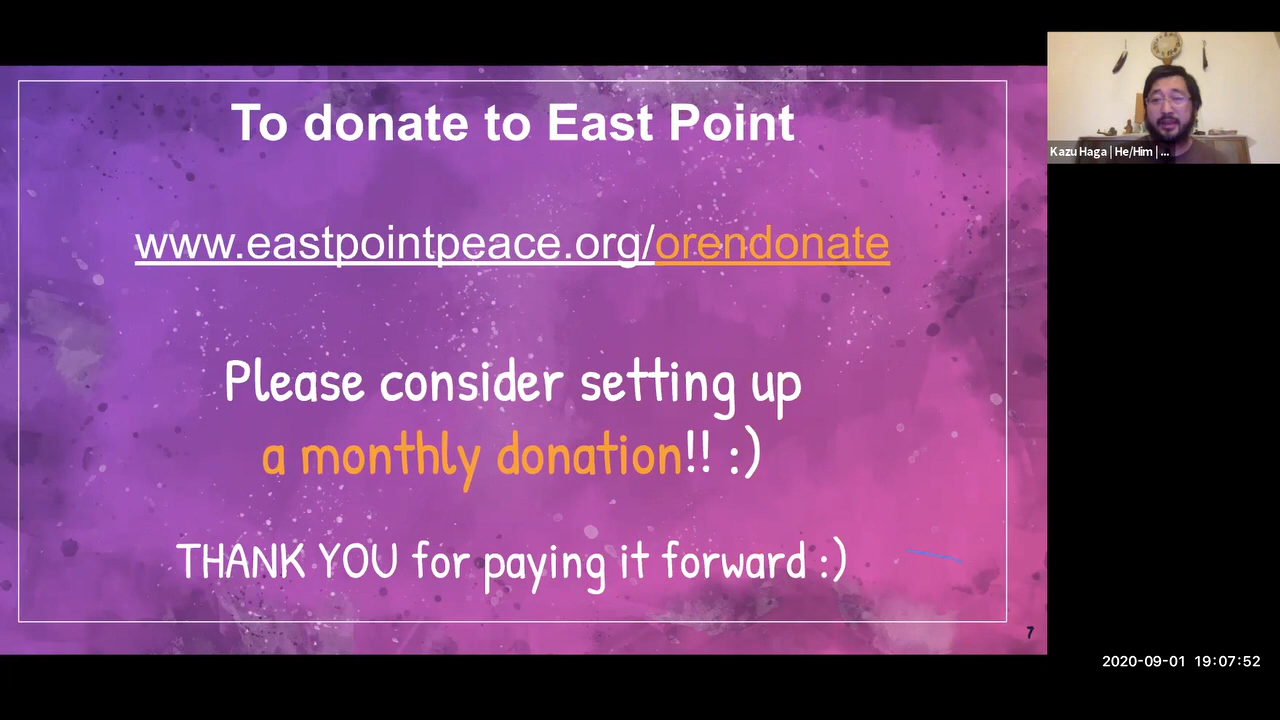 To donate to East Point
www.eastpointpeace.org/orendonate
Please consider setting up
a monthly donation!! :)
THANK YOU for paying it forward :)
7
Kazu Haga | He/Him | ...
2020-09-01 19:07:52